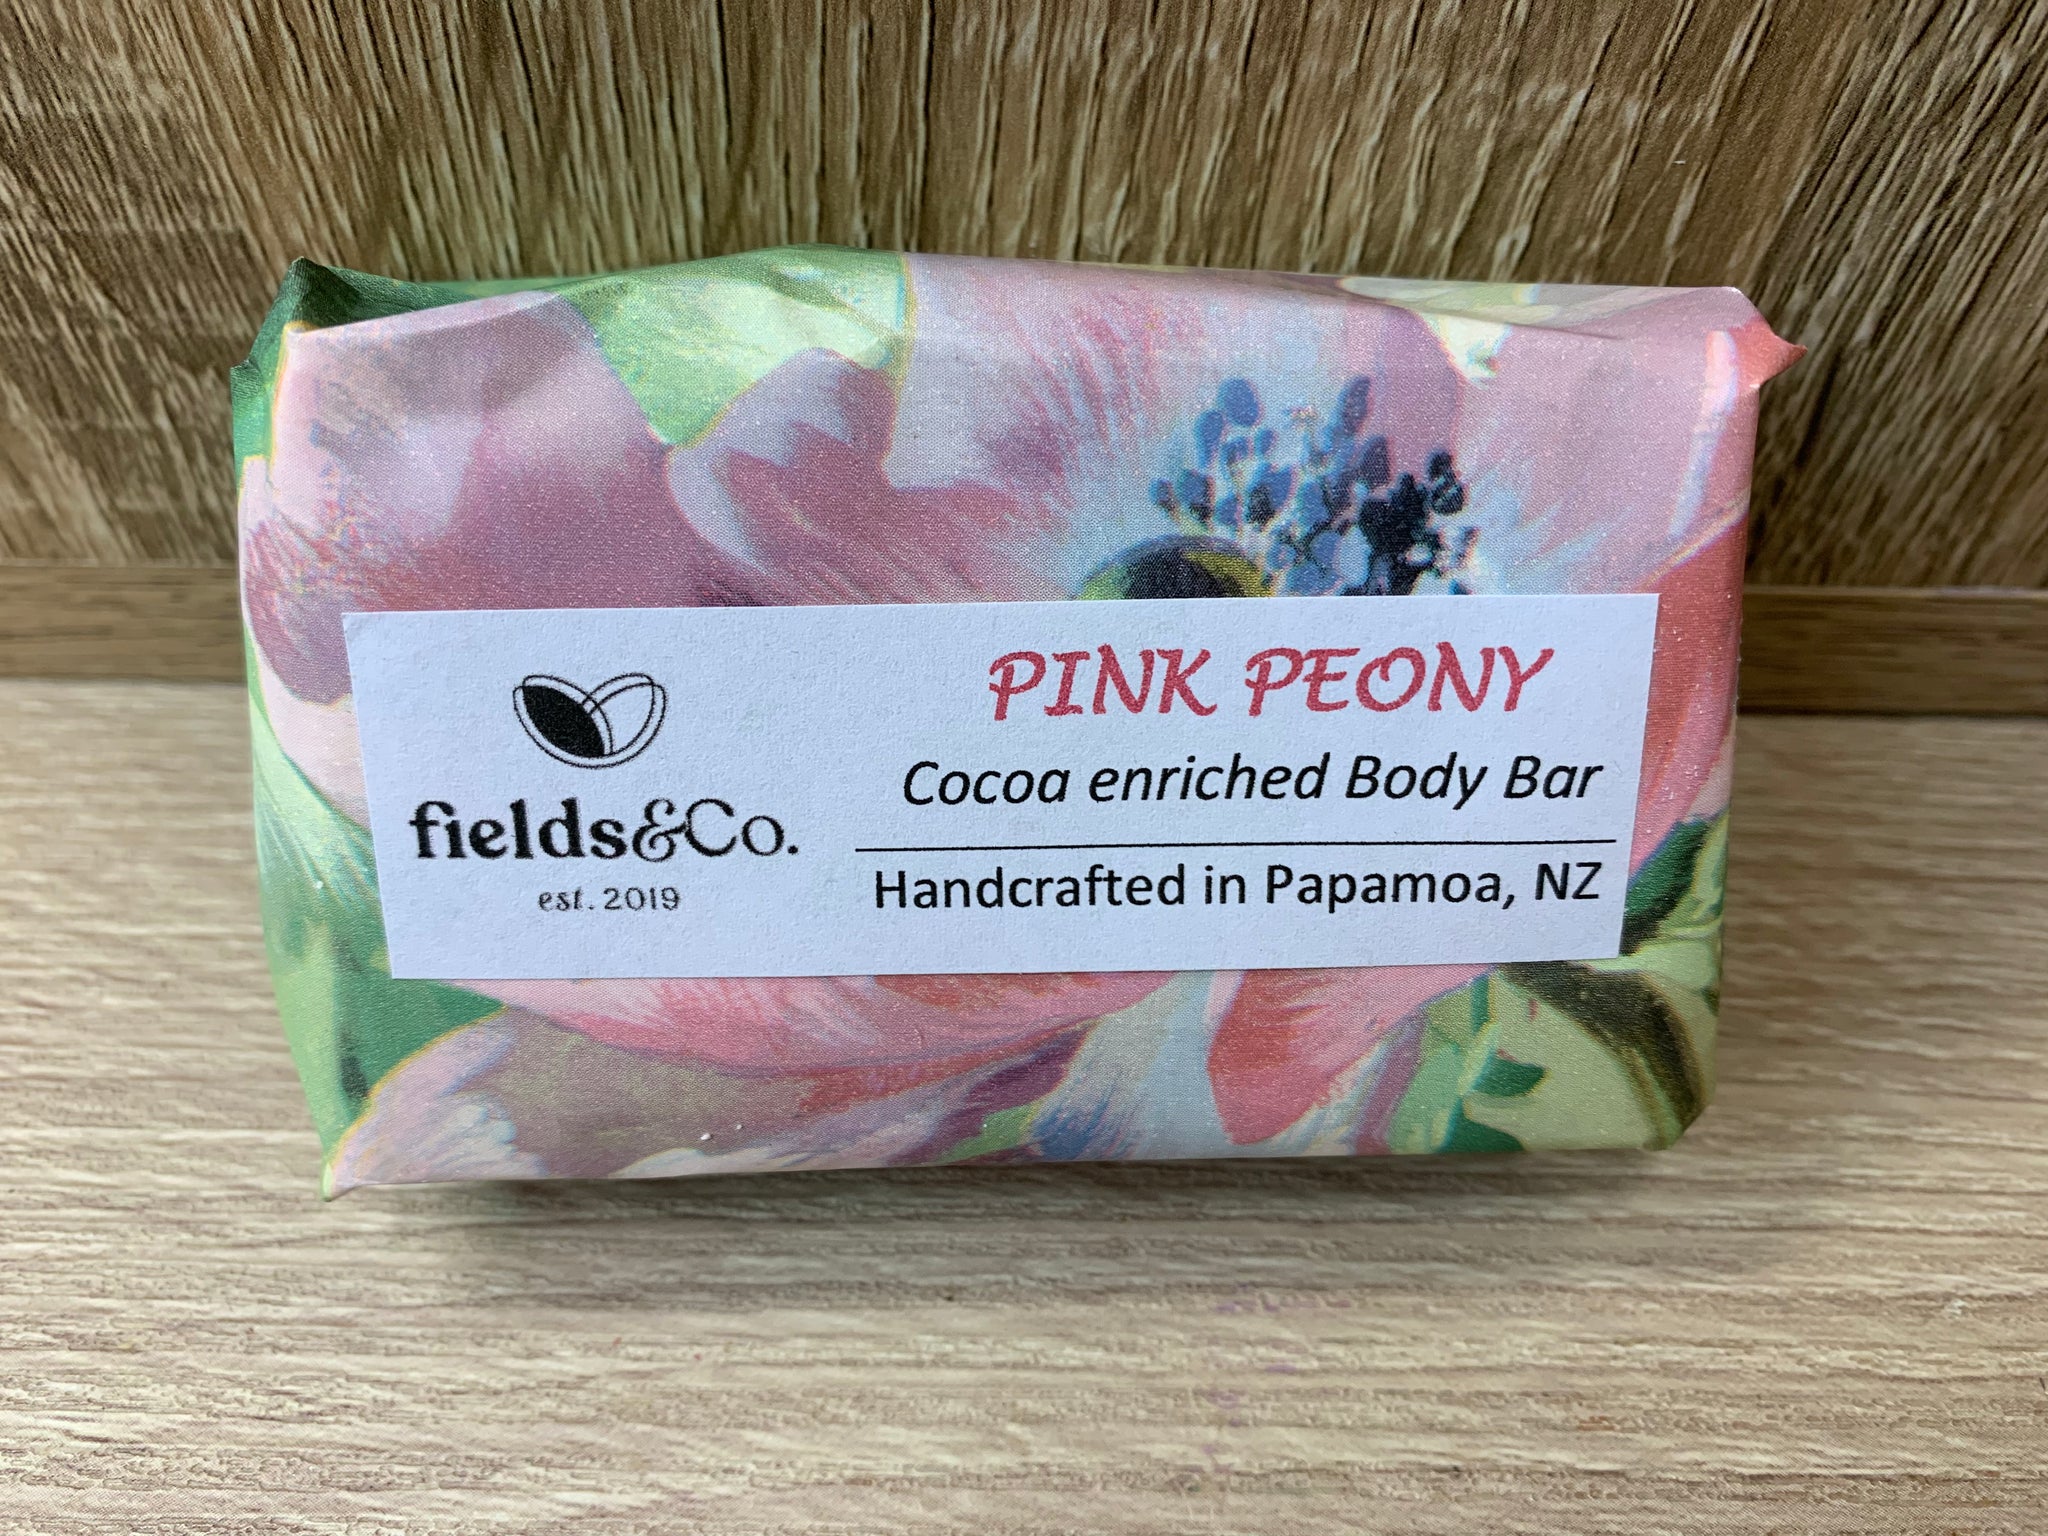 fields&Co.
est. 2019
PINK PEONY
Cocoa enriched Body Bar
Handcrafted in Papamoa, NZ